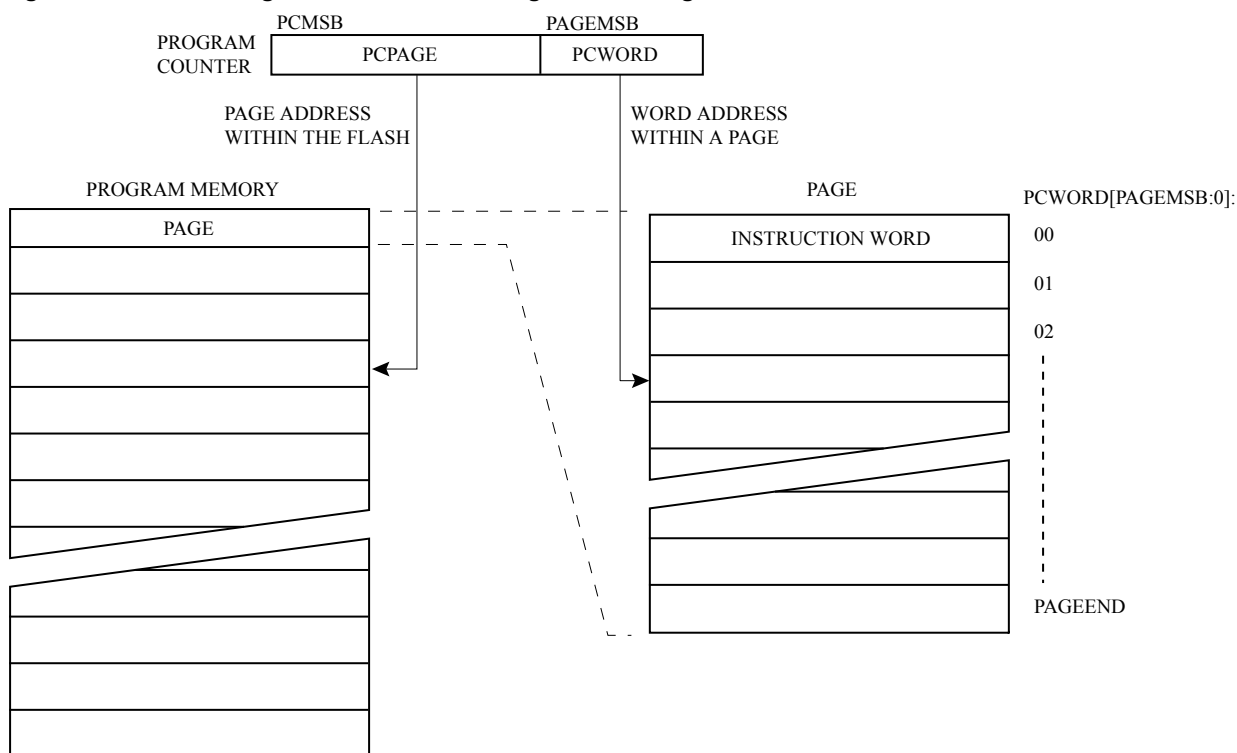 PCMSB
PAGEMSB
PROGRAM
COUNTER
PCPAGE
PCWORD
PAGE ADDRESS
WITHIN THE FLASH
WORD ADDRESS
WITHIN A PAGE
PROGRAM MEMORY
PAGE
PAGE
INSTRUCTION WORD
PCWORD[PAGEMSB:0]:
00
01
02
PAGEEND